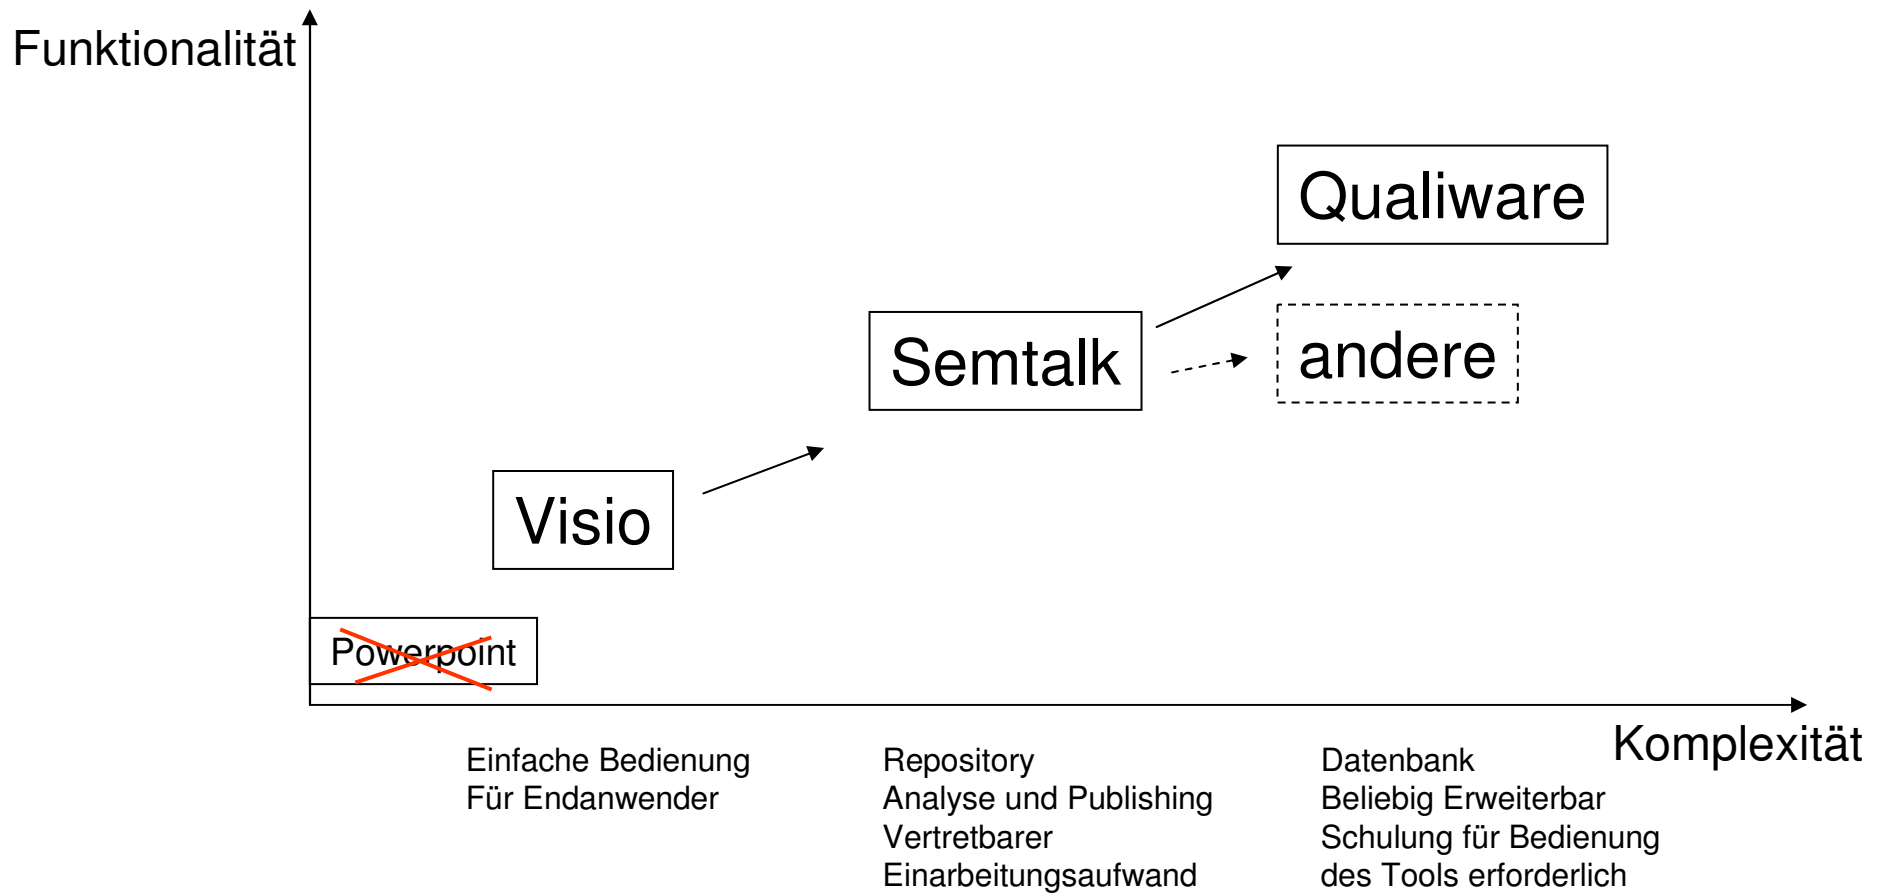 Funktionalität
Qualiware
Semtalk
andere
Visio
Powerpoint
Komplexität
Einfache Bedienung
Für Endanwender
Repository
Analyse und Publishing
Vertretbarer
Einarbeitungsaufwand
Datenbank
Beliebig Erweiterbar
Schulung für Bedienung
des Tools erforderlich